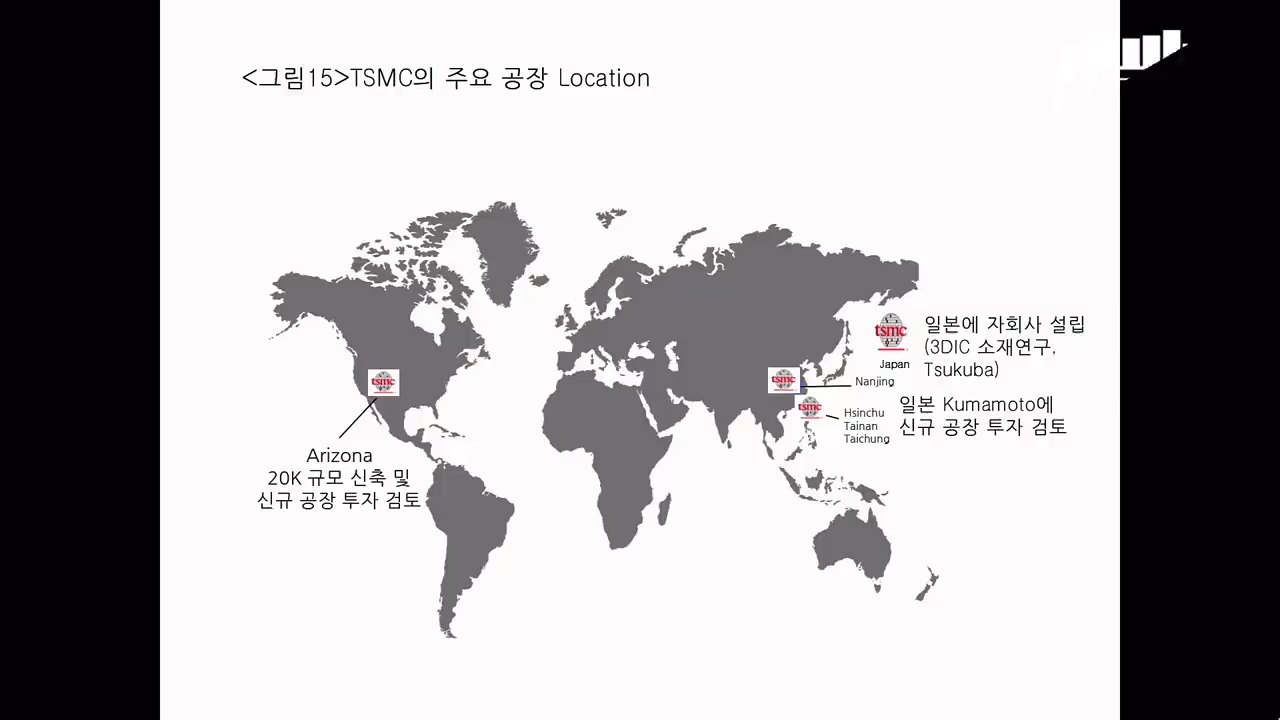 <그림15>TSMC의 주요 공장 Location
tsmc
일본에 자회사 설립
(3DIC 소재연구,
Tsukuba)
Japan
tsmc
Nanjing
tsmc
Hsinchu
Tainan
Taichung
일본 Kumamoto에
신규 공장 투자 검토
tsmc
Arizona
20K 규모 신축 및
신규 공장 투자 검토